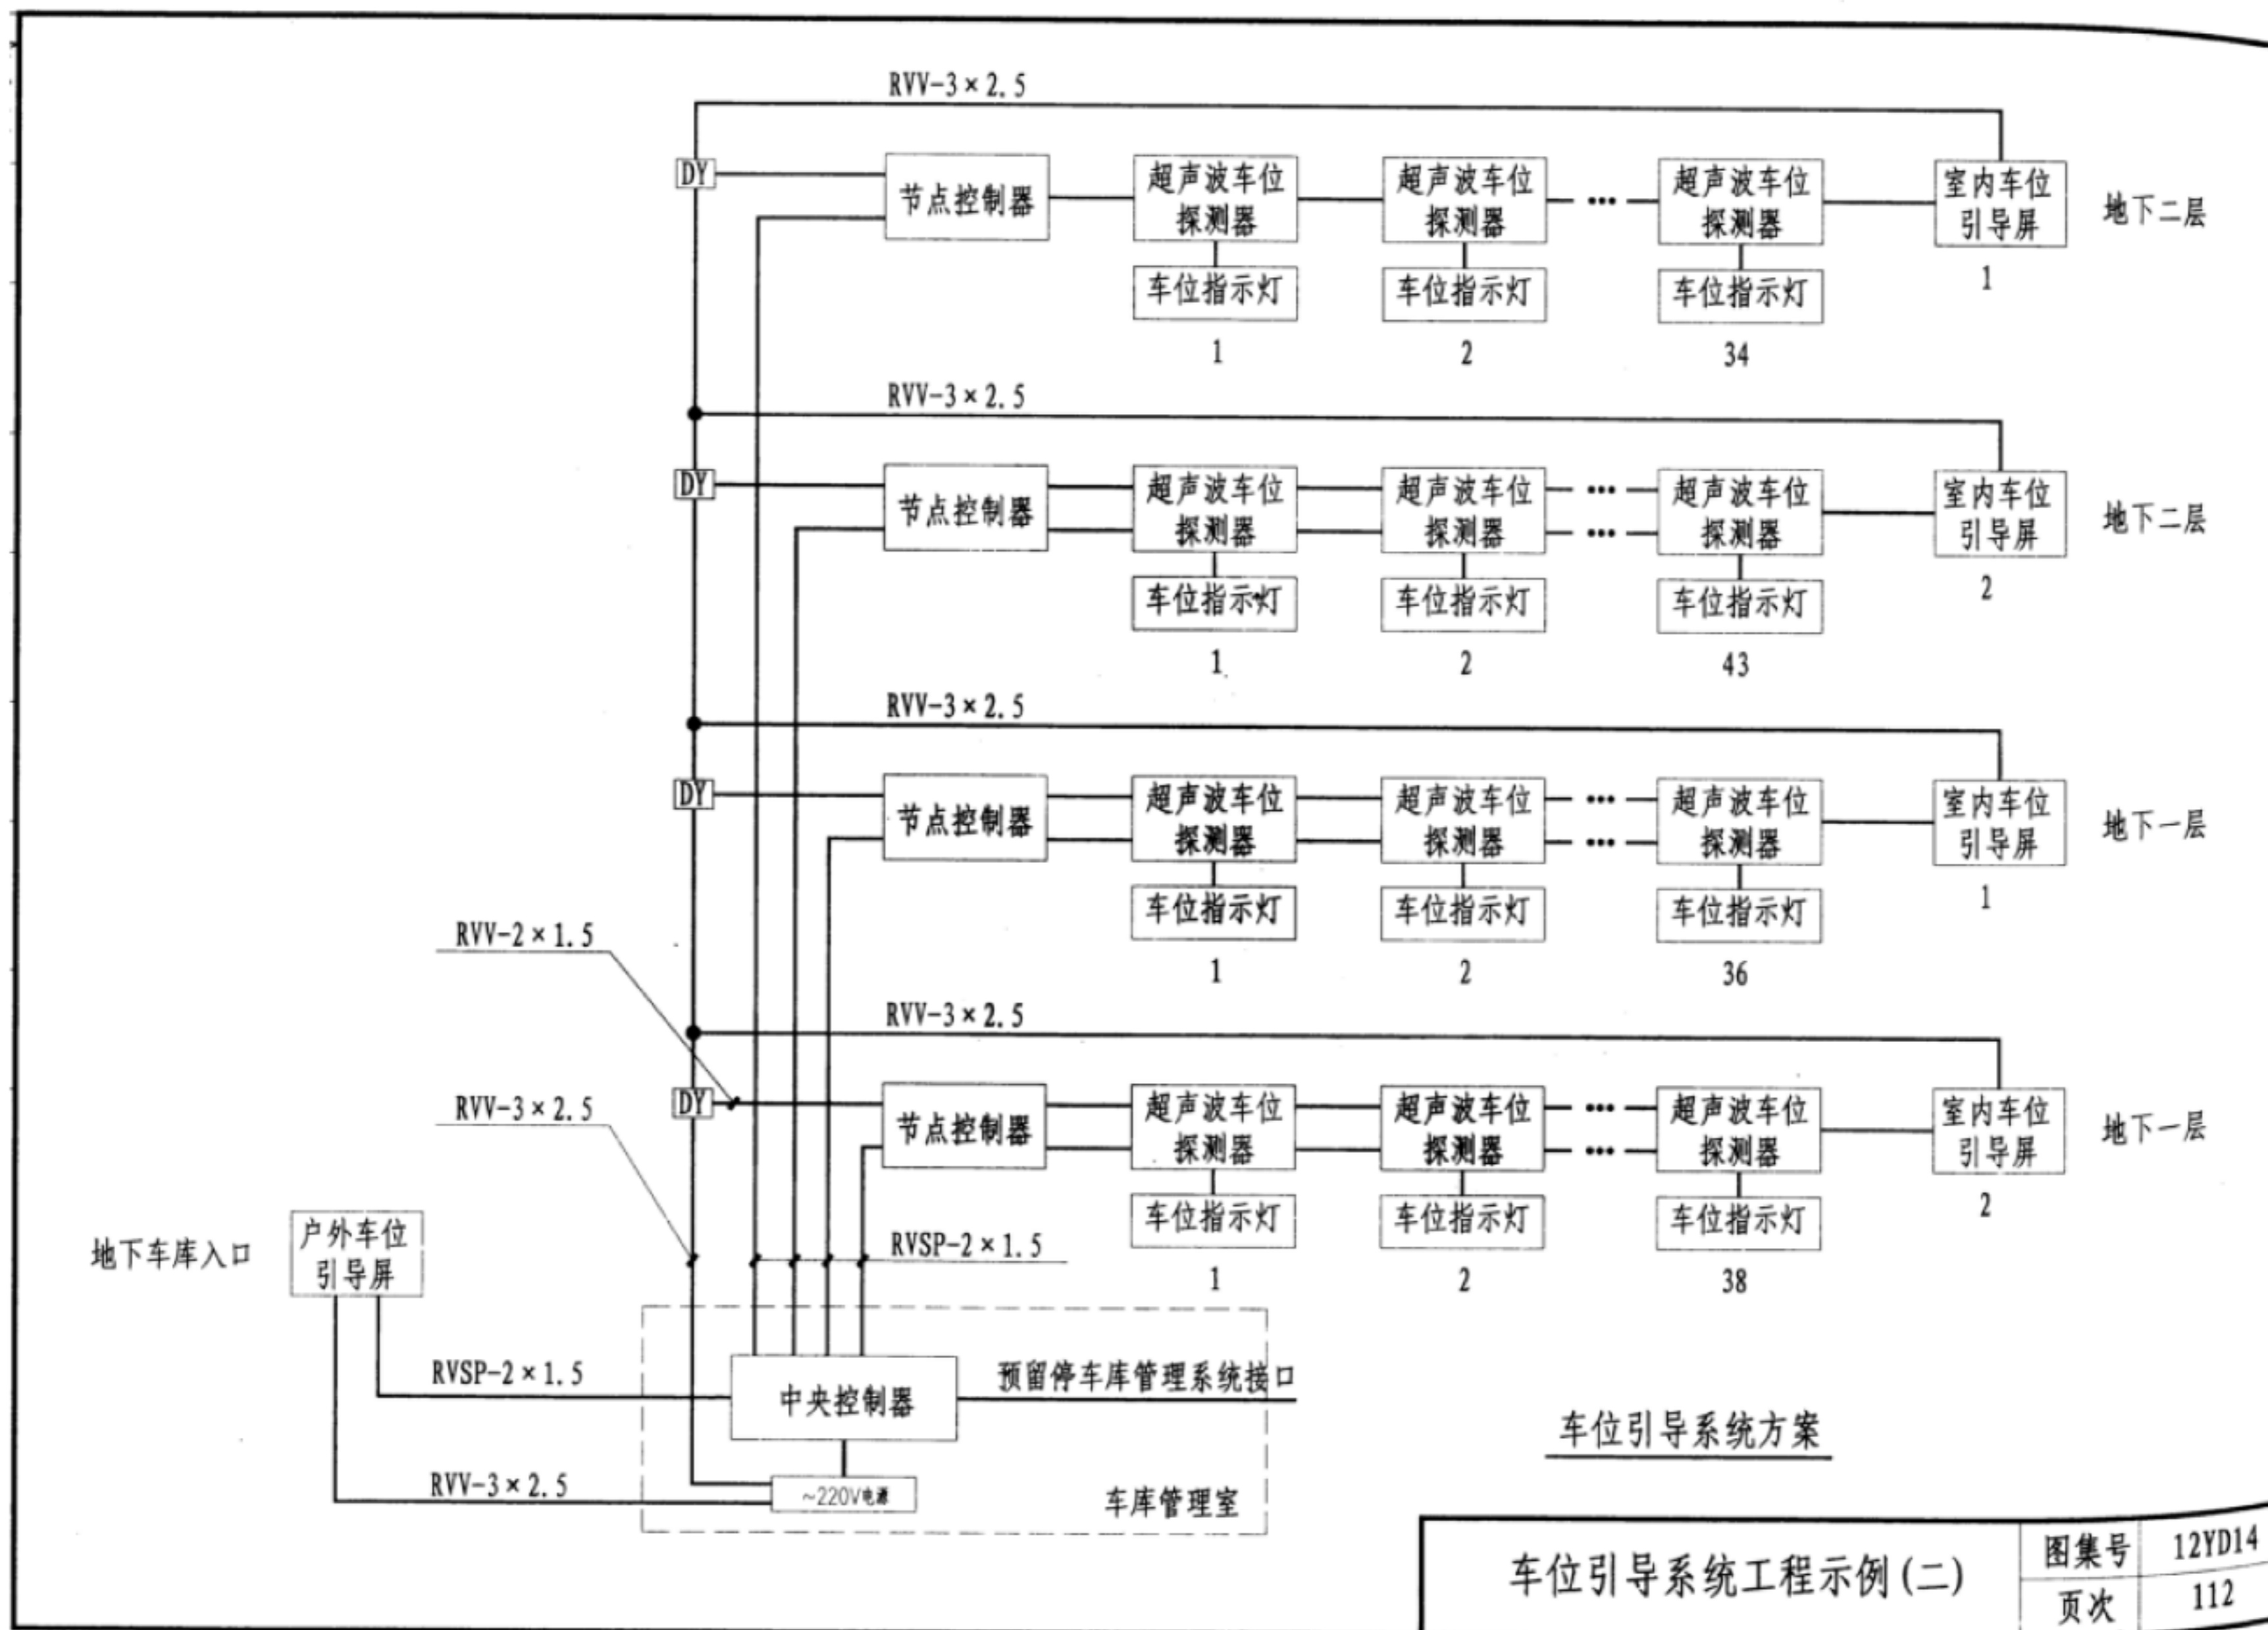 RVV-3×2.5
DY
节点控制器
超声波车位
探测器
超声波车位
探测器
...
超声波车位
探测器
室内车位
引导屏
地下二层
车位指示灯
车位指示灯
车位指示灯
1
1
2
34
RVV-3×2.5
DY
节点控制器
超声波车位
探测器
超声波车位
探测器
...
...
超声波车位
探测器
室内车位
引导屏
地下二层
车位指示灯
车位指示灯
车位指示灯
2
1
2
43
RVV-3×2.5
DY
节点控制器
超声波车位
探测器
超声波车位
探测器
...
...
超声波车位
探测器
室内车位
引导屏
地下一层
车位指示灯
车位指示灯
车位指示灯
1
RVV-2×1.5
1
2
36
RVV-3×2.5
DY
RVV-3×2.5
节点控制器
超声波车位
探测器
超声波车位
探测器
...
...
超声波车位
探测器
室内车位
引导屏
地下一层
车位指示灯
车位指示灯
车位指示灯
2
地下车库入口
户外车位
引导屏
RVSP-2×1.5
1
2
38
RVSP-2×1.5
中央控制器
预留停车库管理系统接口
RVV-3×2.5
~220V电源
车库管理室
车位引导系统方案
车位引导系统工程示例(二)
图集号
12YD14
页次
112